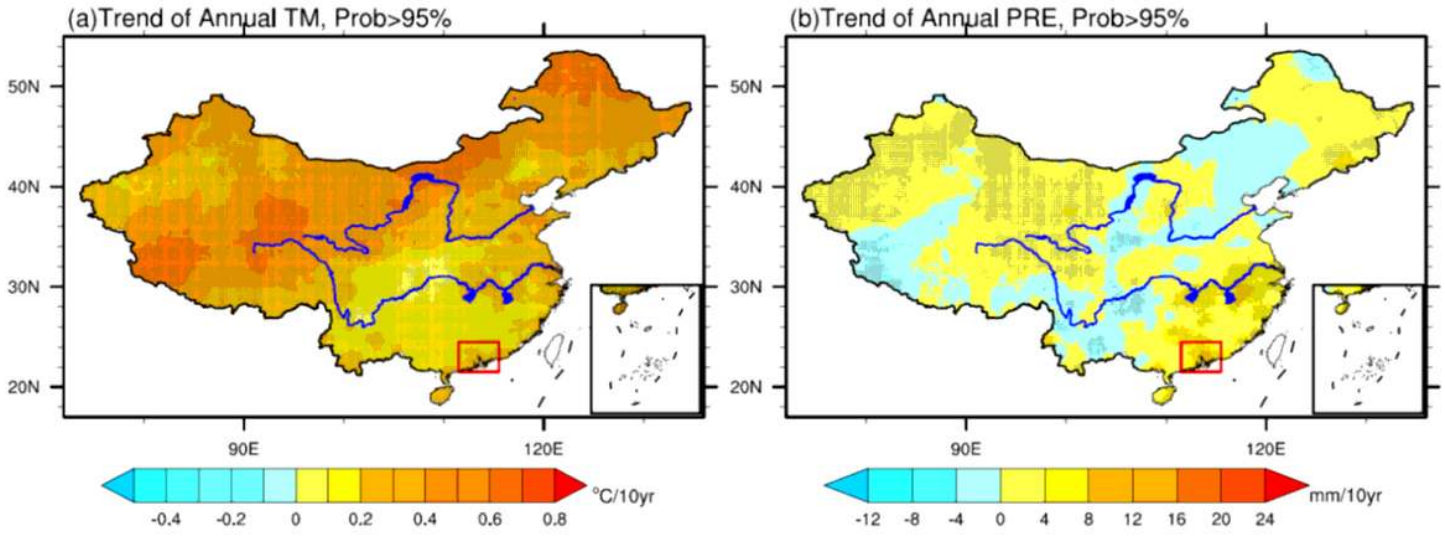 (a)Trend of Annual TM, Prob>95%
50N
40N
30N
20N
90E
120E
-0.4 -0.2 0 0.2 0.4 0.6 0.8
°C/10yr
(b)Trend of Annual PRE, Prob>95%
50N
40N
30N
20N
90E
120E
-12 -8 -4 0 4 8 12 16 20 24
mm/10yr